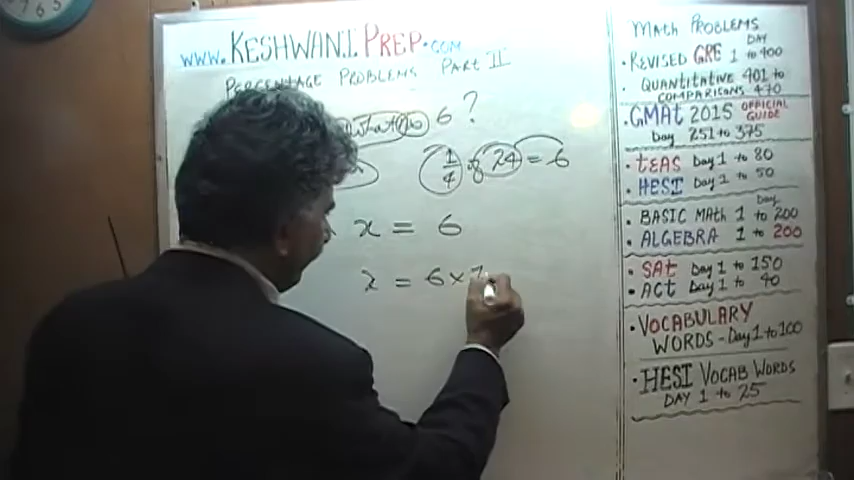 www.KESHWANI PREP.COM
PERCENTAGE PROBLEMS PART II
what is 6 ?
1/4 of 24 = 6
x = 6
x = 6 ×
MATH PROBLEMS
• REVISED GRE DAY 1 to 400
• QUANTITATIVE 401 to
COMPARISONS 470
• GMAt 2015 OFFICIAL GUIDE
Day 251 to 375
• tEAS Day 1 to 80
• HESI Day 1 to 50
• BASIC MAtH Day 1 to 200
• ALGEBRA 1 to 200
• SAt Day 1 to 150
• ACt Day 1 to 40
• VOCABULARY
WORDS - Day 1 to 100
• HESI VOCAB WORDS
DAY 1 to 25